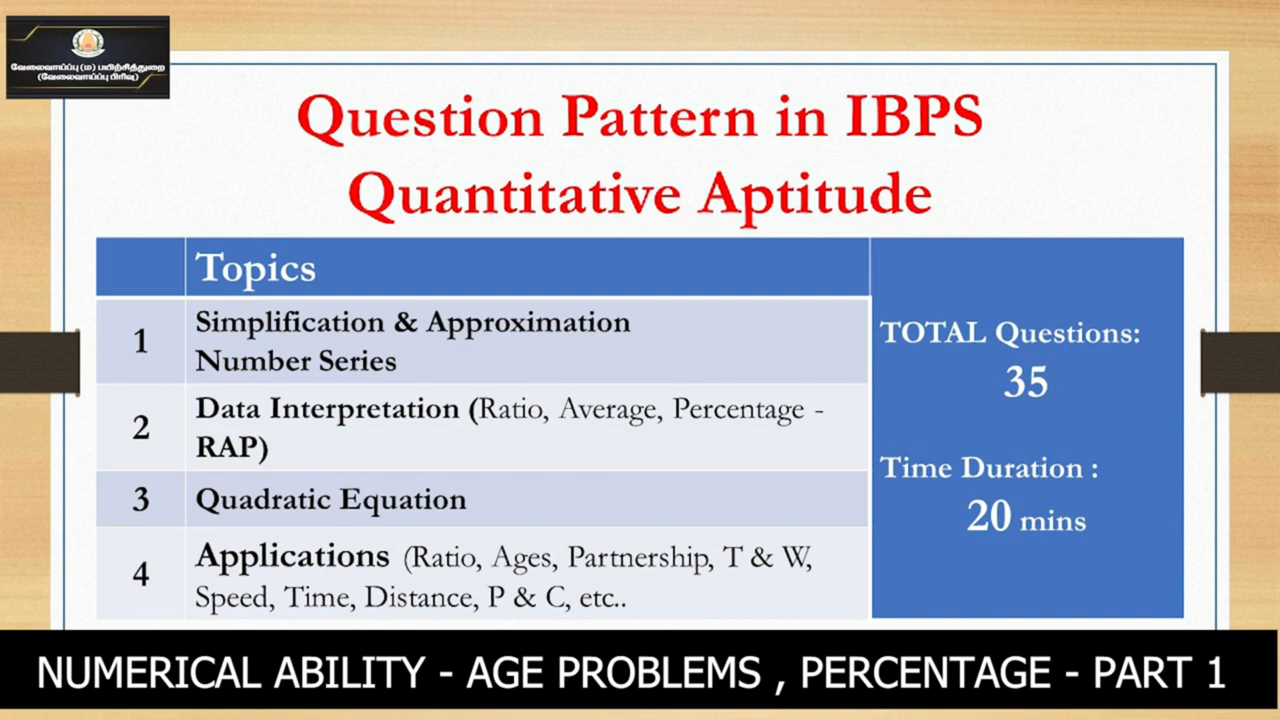 வேலைவாய்ப்பு (ம) பயிற்சித்துறை
(வேலைவாய்ப்பு பிரிவு)
Question Pattern in IBPS
Quantitative Aptitude
Topics
1
Simplification & Approximation
Number Series
2
Data Interpretation (Ratio, Average, Percentage -
RAP)
3
Quadratic Equation
4
Applications (Ratio, Ages, Partnership, T & W,
Speed, Time, Distance, P & C, etc..
TOTAL Questions:
35
Time Duration :
20 mins
NUMERICAL ABILITY - AGE PROBLEMS , PERCENTAGE - PART 1